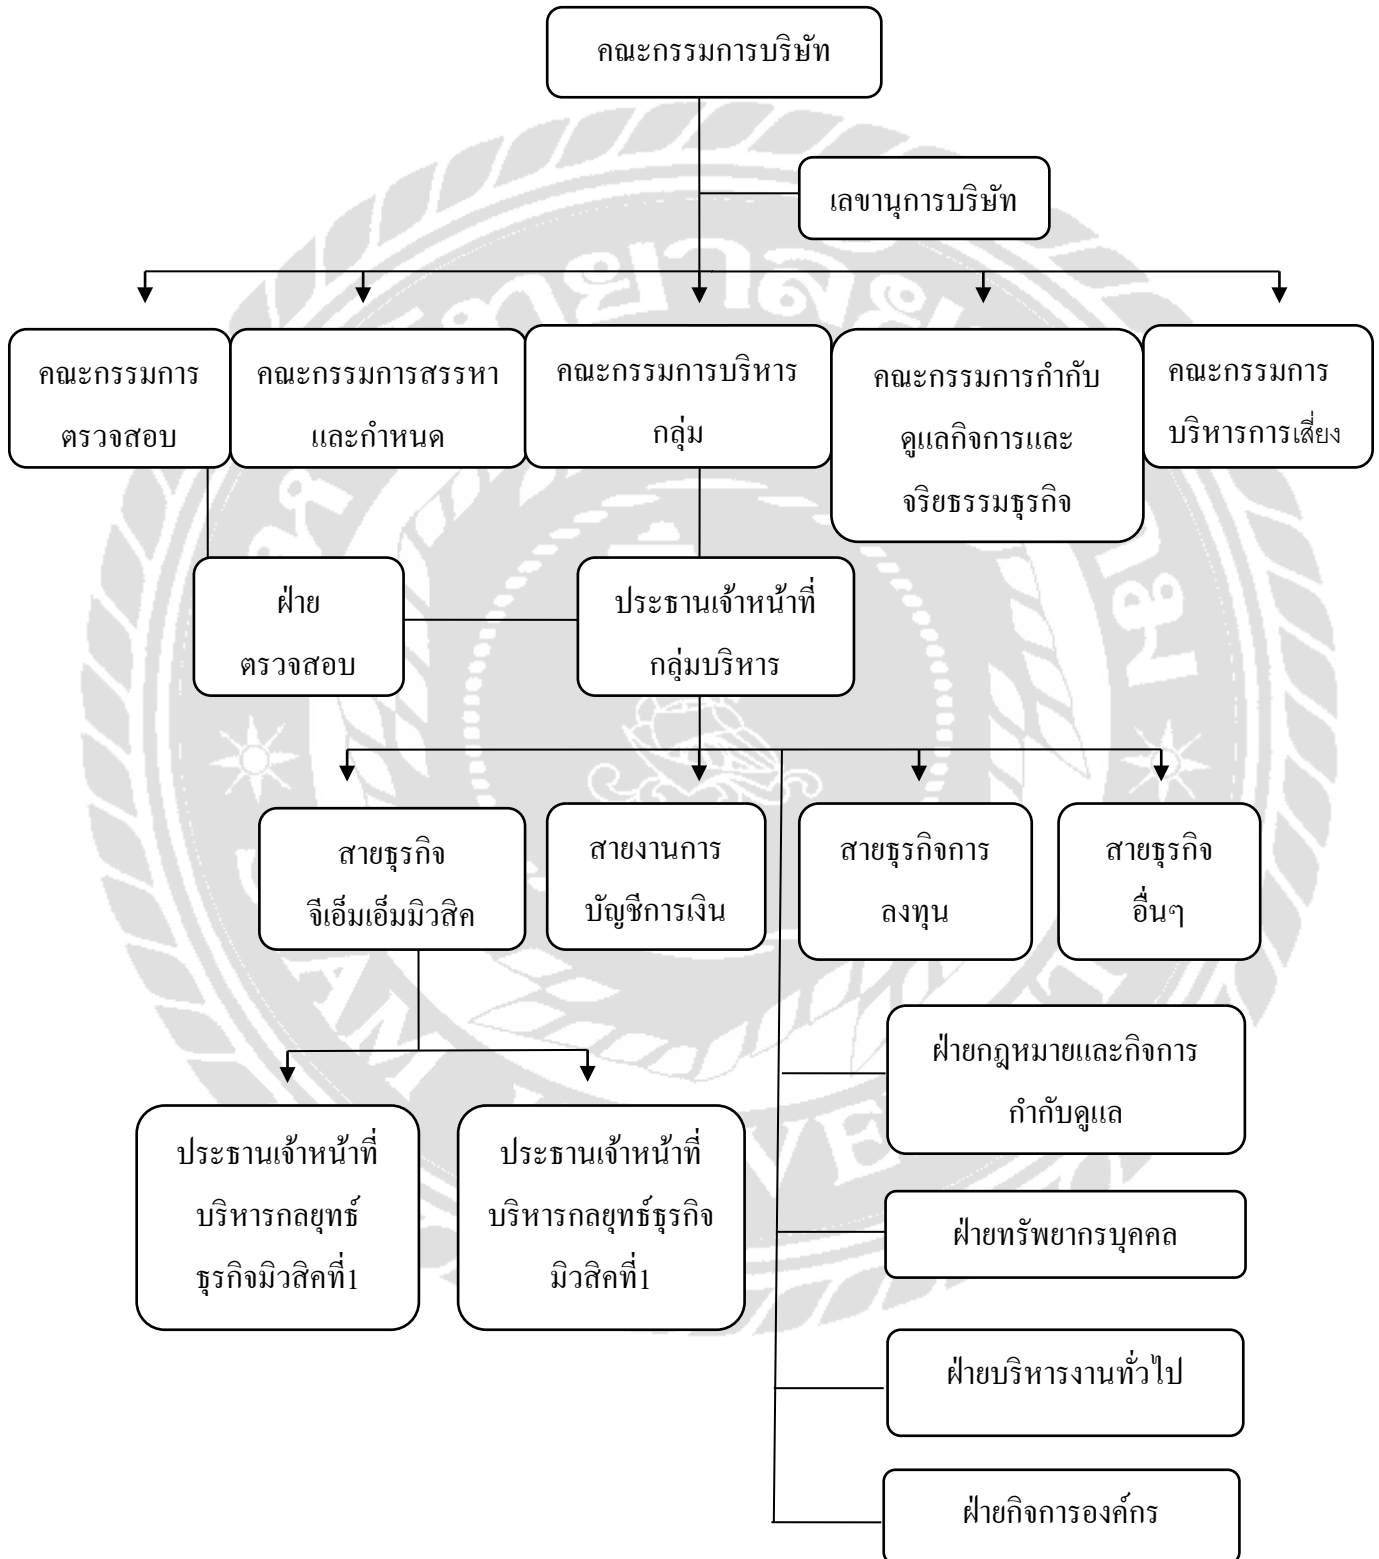 คณะกรรมการบริษัท
เลขานุการบริษัท
คณะกรรมการ
ตรวจสอบ
คณะกรรมการสรรหา
และกำหนด
คณะกรรมการบริหาร
กลุ่ม
คณะกรรมการกำกับ
ดูแลกิจการและ
จริยธรรมธุรกิจ
คณะกรรมการ
บริหารการเสี่ยง
ฝ่าย
ตรวจสอบ
ประธานเจ้าหน้าที่
กลุ่มบริหาร
สายธุรกิจ
จีเอ็มเอ็มมิวสิค
สายงานการ
บัญชีการเงิน
สายธุรกิจการ
ลงทุน
สายธุรกิจ
อื่นๆ
ฝ่ายกฎหมายและกิจการ
กำกับดูแล
ประธานเจ้าหน้าที่
บริหารกลยุทธ์
ธุรกิจมิวสิคที่1
ประธานเจ้าหน้าที่
บริหารกลยุทธ์ธุรกิจ
มิวสิคที่1
ฝ่ายทรัพยากรบุคคล
ฝ่ายบริหารงานทั่วไป
ฝ่ายกิจการองค์กร